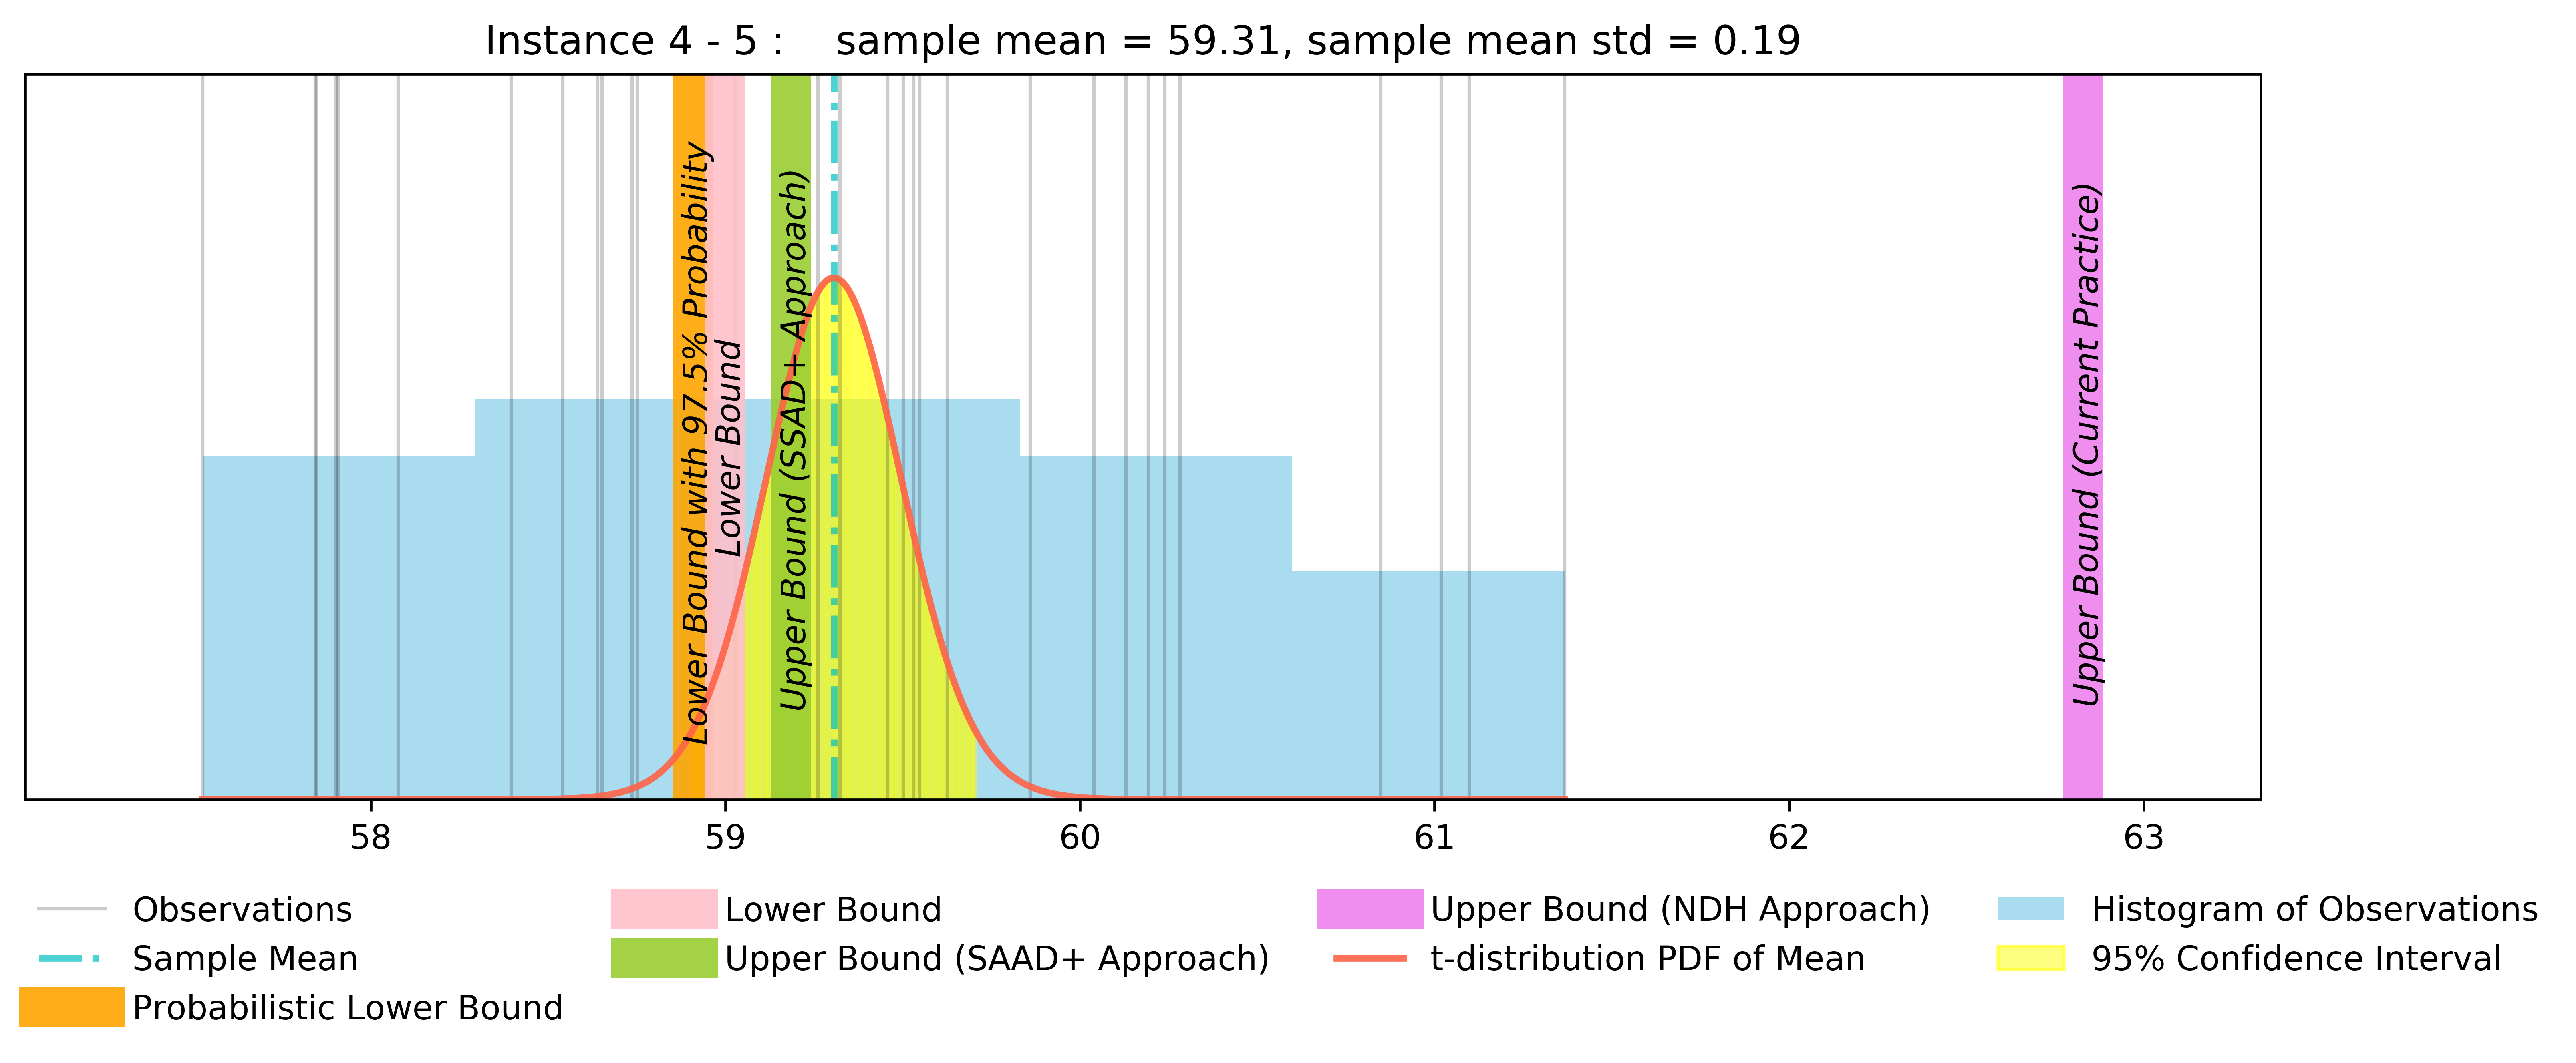 Instance 4 - 5 :    sample mean = 59.31, sample mean std = 0.19
Lower Bound with 97.5% Probability
Lower Bound
Upper Bound (SSAD+ Approach)
Upper Bound (Current Practice)
58 59 60 61 62 63
Observations
Sample Mean
Probabilistic Lower Bound
Lower Bound
Upper Bound (SAAD+ Approach)
Upper Bound (NDH Approach)
t-distribution PDF of Mean
Histogram of Observations
95% Confidence Interval